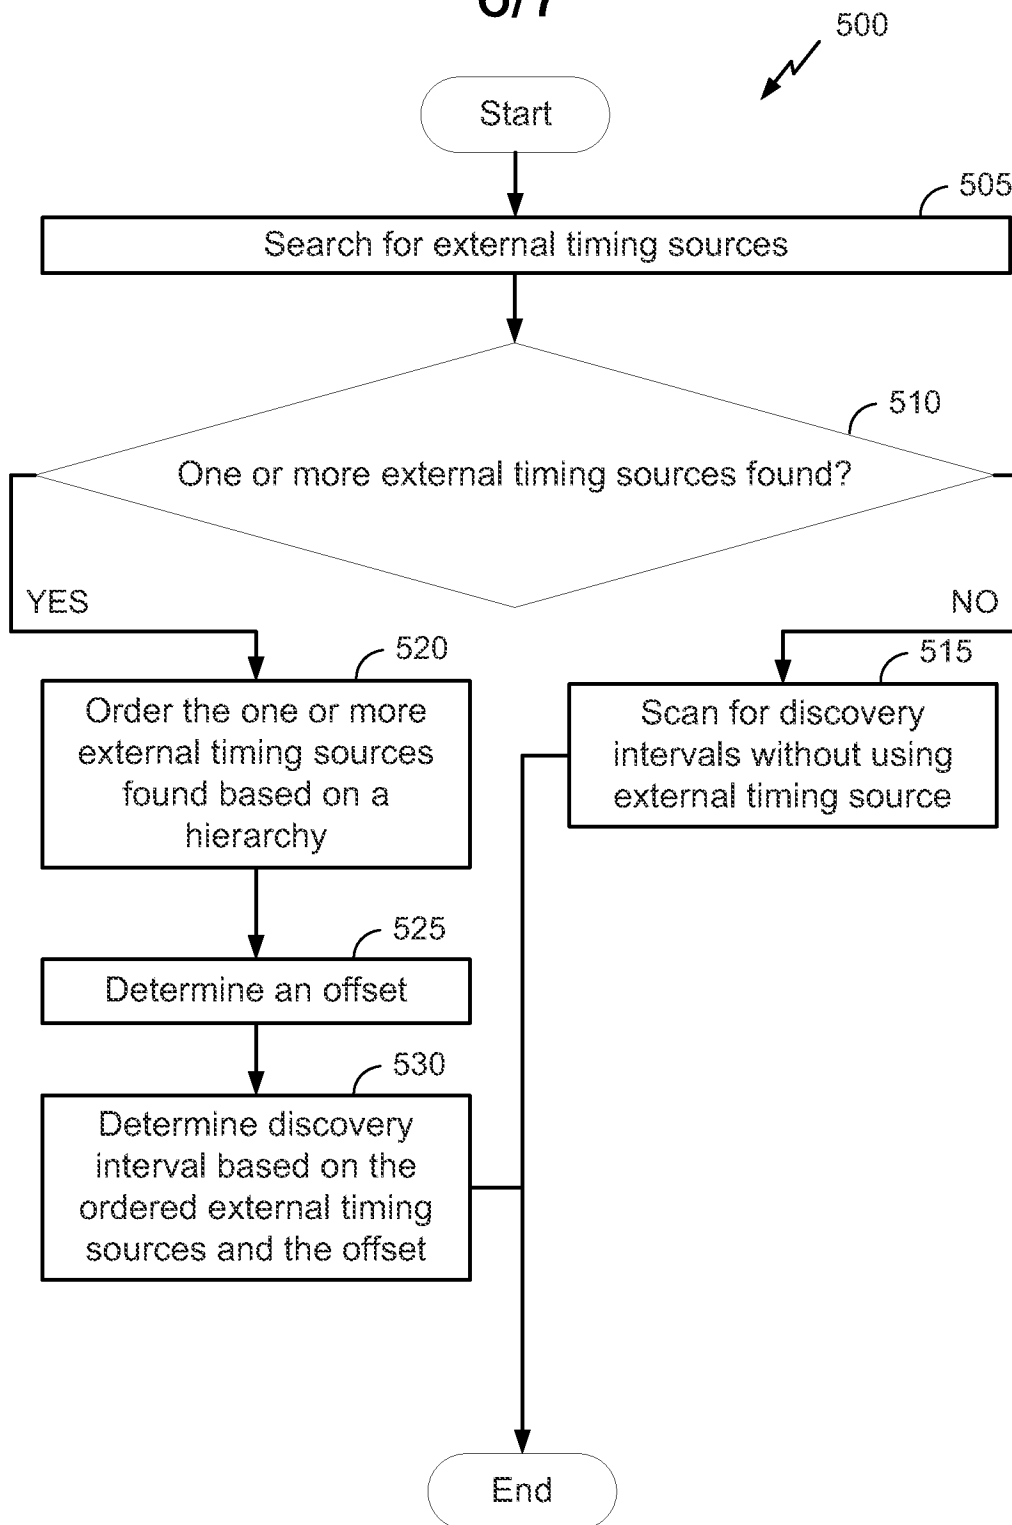 6/7
500
Start
505
Search for external timing sources
510
One or more external timing sources found?
YES
NO
520
Order the one or more
external timing sources
found based on a
hierarchy
515
Scan for discovery
intervals without using
external timing source
525
Determine an offset
530
Determine discovery
interval based on the
ordered external timing
sources and the offset
End